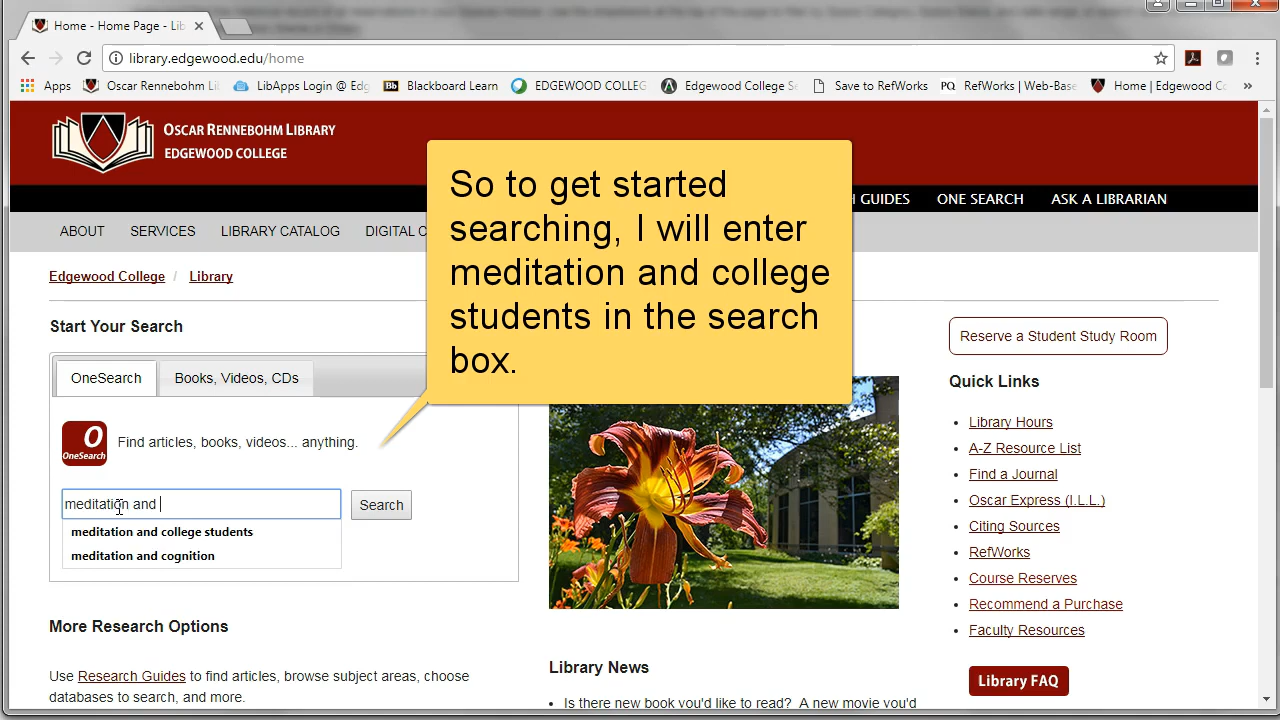 Home - Home Page - Lib
library.edgewood.edu/home
Apps
Oscar Rennebohm Li
LibApps Login @ Edg
Bb
Blackboard Learn
EDGEWOOD COLLEG
Edgewood College S
Save to RefWorks
PQ
RefWorks | Web-Base
Home | Edgewood Co
OSCAR RENNEBOHM LIBRARY
EDGEWOOD COLLEGE
H GUIDES
ONE SEARCH
ASK A LIBRARIAN
ABOUT
SERVICES
LIBRARY CATALOG
DIGITAL C
So to get started
searching, I will enter
meditation and college
students in the search
box.
Edgewood College / Library
Start Your Search
OneSearch
Books, Videos, CDs
O
OneSearch
Find articles, books, videos... anything.
meditation and
Search
meditation and college students
meditation and cognition
More Research Options
Use Research Guides to find articles, browse subject areas, choose
databases to search, and more.
Library News
Is there new book you'd like to read? A new movie you'd
Reserve a Student Study Room
Quick Links
Library Hours
A-Z Resource List
Find a Journal
Oscar Express (I.L.L.)
Citing Sources
RefWorks
Course Reserves
Recommend a Purchase
Faculty Resources
Library FAQ